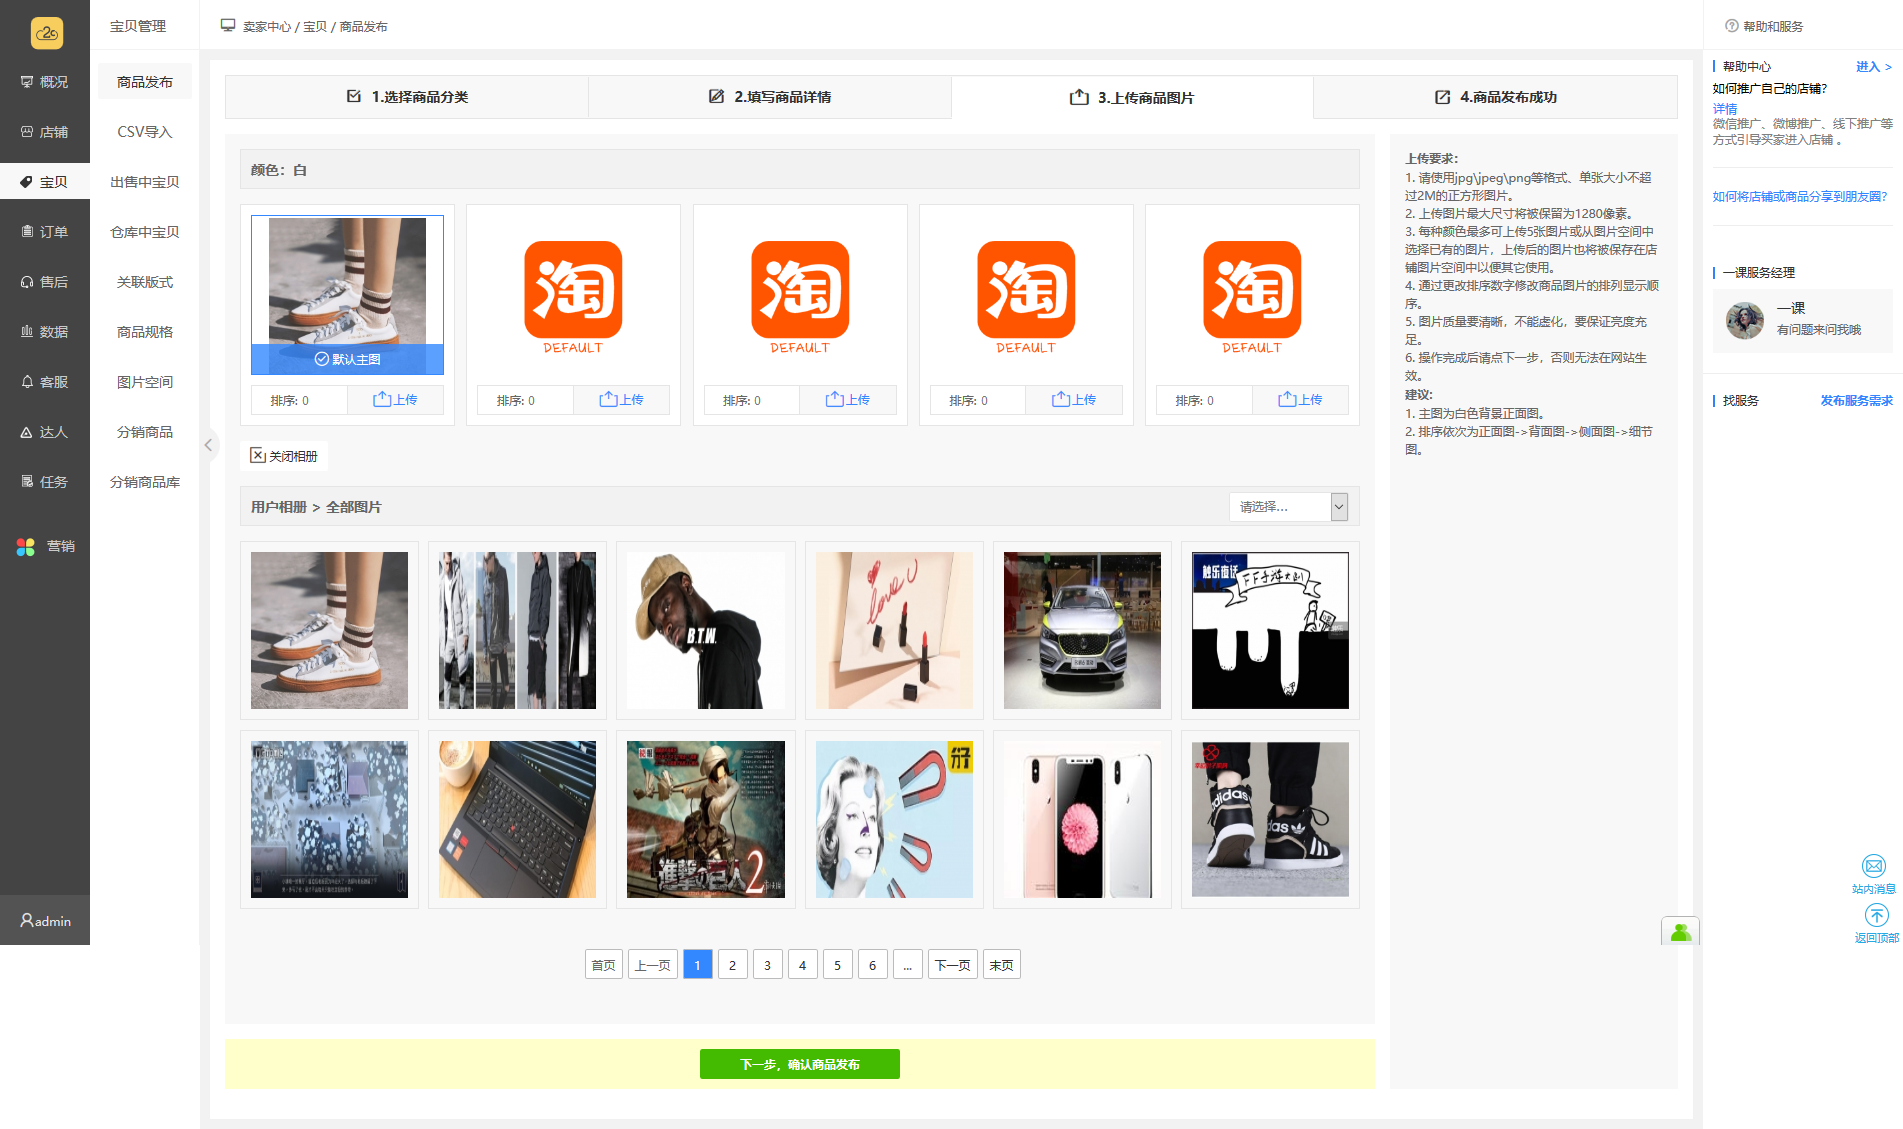 宝贝管理
卖家中心 / 宝贝 / 商品发布
帮助和服务
概况
店铺
宝贝
订单
售后
数据
客服
达人
任务
营销
admin
商品发布
CSV导入
出售中宝贝
仓库中宝贝
关联版式
商品规格
图片空间
分销商品
分销商品库
1.选择商品分类
2.填写商品详情
3.上传商品图片
4.商品发布成功
颜色：白
默认主图
DEFAULT
DEFAULT
DEFAULT
DEFAULT
淘
淘
淘
淘
排序: 0 上传
排序: 0 上传
排序: 0 上传
排序: 0 上传
排序: 0 上传
关闭相册
用户相册 > 全部图片
请选择...
B.T.W.
love U
触乐夜话
進撃の巨人
2
分子
adidas
首页 上一页 1 2 3 4 5 6 ... 下一页 末页
下一步，确认商品发布
上传要求：
1. 请使用jpg\jpeg\png等格式、单张大小不超
过2M的正方形图片。
2. 上传图片最大尺寸将被保留为1280像素。
3. 每种颜色最多可上传5张图片或从图片空间中
选择已有的图片，上传后的图片也将被保存在店
铺图片空间中以便其它使用。
4. 通过更改排序数字修改商品图片的排列显示顺
序。
5. 图片质量要清晰，不能虚化，要保证亮度充
足。
6. 操作完成后请点下一步，否则无法在网站生
效。
建议:
1. 主图为白色背景正面图。
2. 排序依次为正面图->背面图->侧面图->细节
图。
帮助中心 进入 >
如何推广自己的店铺?
详情
微信推广、微博推广、线下推广等
方式引导买家进入店铺 。
如何将店铺或商品分享到朋友圈?
一课服务经理
一课
有问题来问我哦
找服务 发布服务需求
站内消息
返回顶部